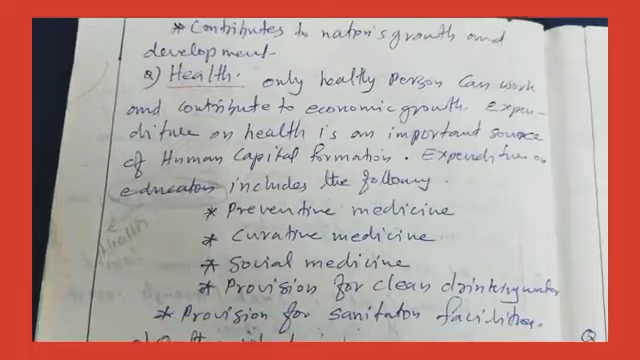 * Contributes to nation's growth and
development-
2) Health. only healthy person can work
and contribute to economic growth. Expen-
diture on health is an important source
of Human Capital formation. Expenditure on
education includes the following.
* Preventive medicine
* Curative medicine
* Social medicine
* Provision for clean drinking water
* Provision for sanitaton facilities.
Health
Q